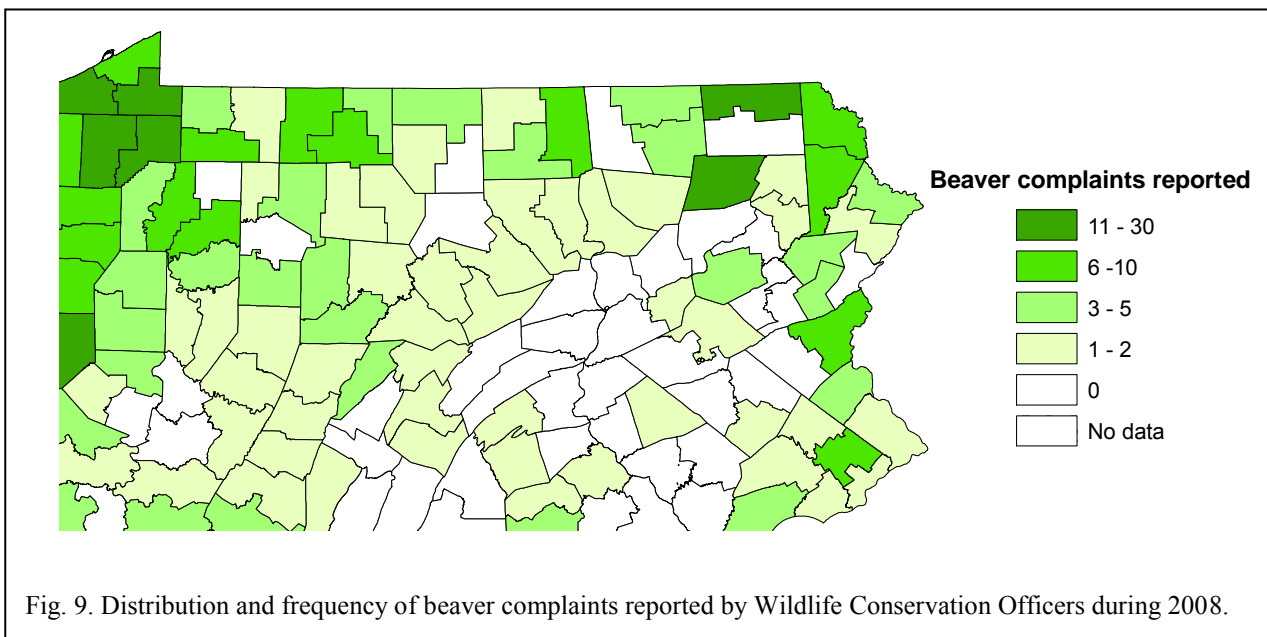 Beaver complaints reported
11 - 30
6 -10
3 - 5
1 - 2
0
No data
Fig. 9. Distribution and frequency of beaver complaints reported by Wildlife Conservation Officers during 2008.